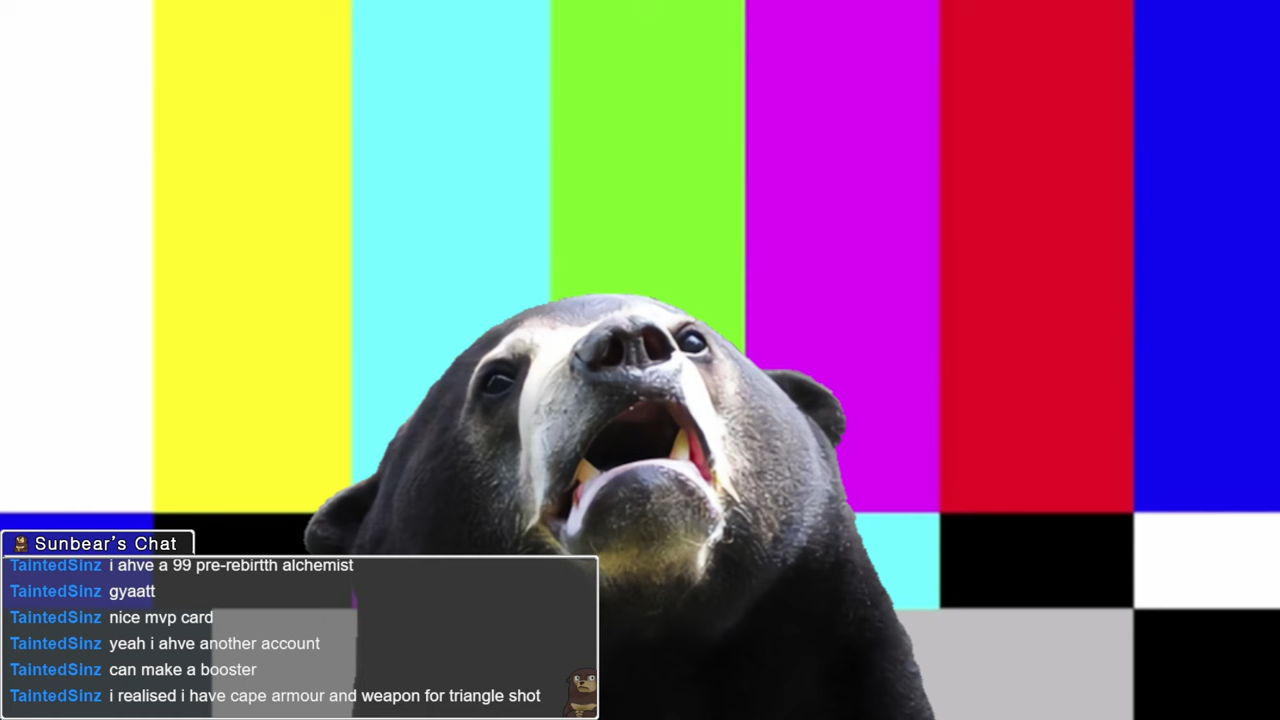 Sunbear's Chat
TaintedSinz i ahve a 99 pre-rebirtth alchemist
TaintedSinz gyaatt
TaintedSinz nice mvp card
TaintedSinz yeah i ahve another account
TaintedSinz can make a booster
TaintedSinz i realised i have cape armour and weapon for triangle shot